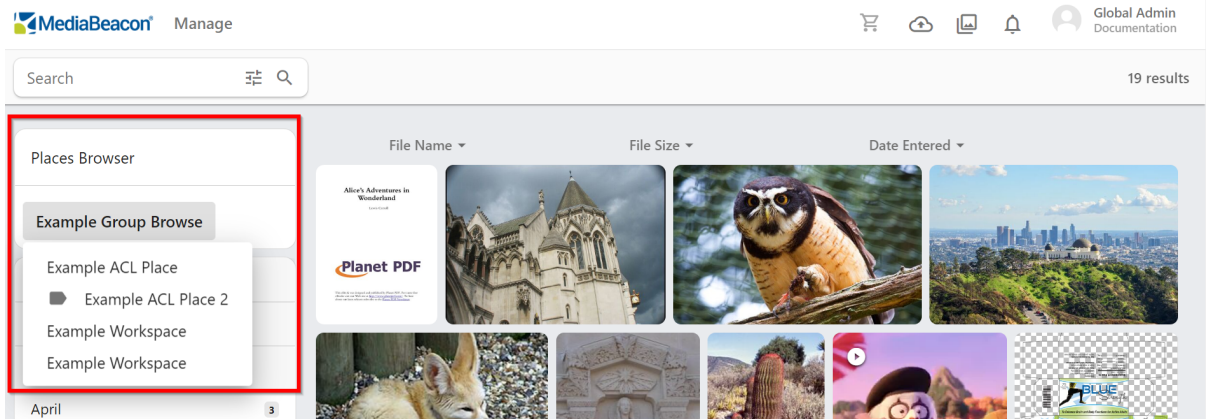 MediaBeacon® Manage
Global Admin
Documentation
Search
19 results
Places Browser
Example Group Browse
Example ACL Place
Example ACL Place 2
Example Workspace
Example Workspace
April 3
File Name File Size Date Entered
Alice's Adventures in
Wonderland
Planet PDF
BLUE